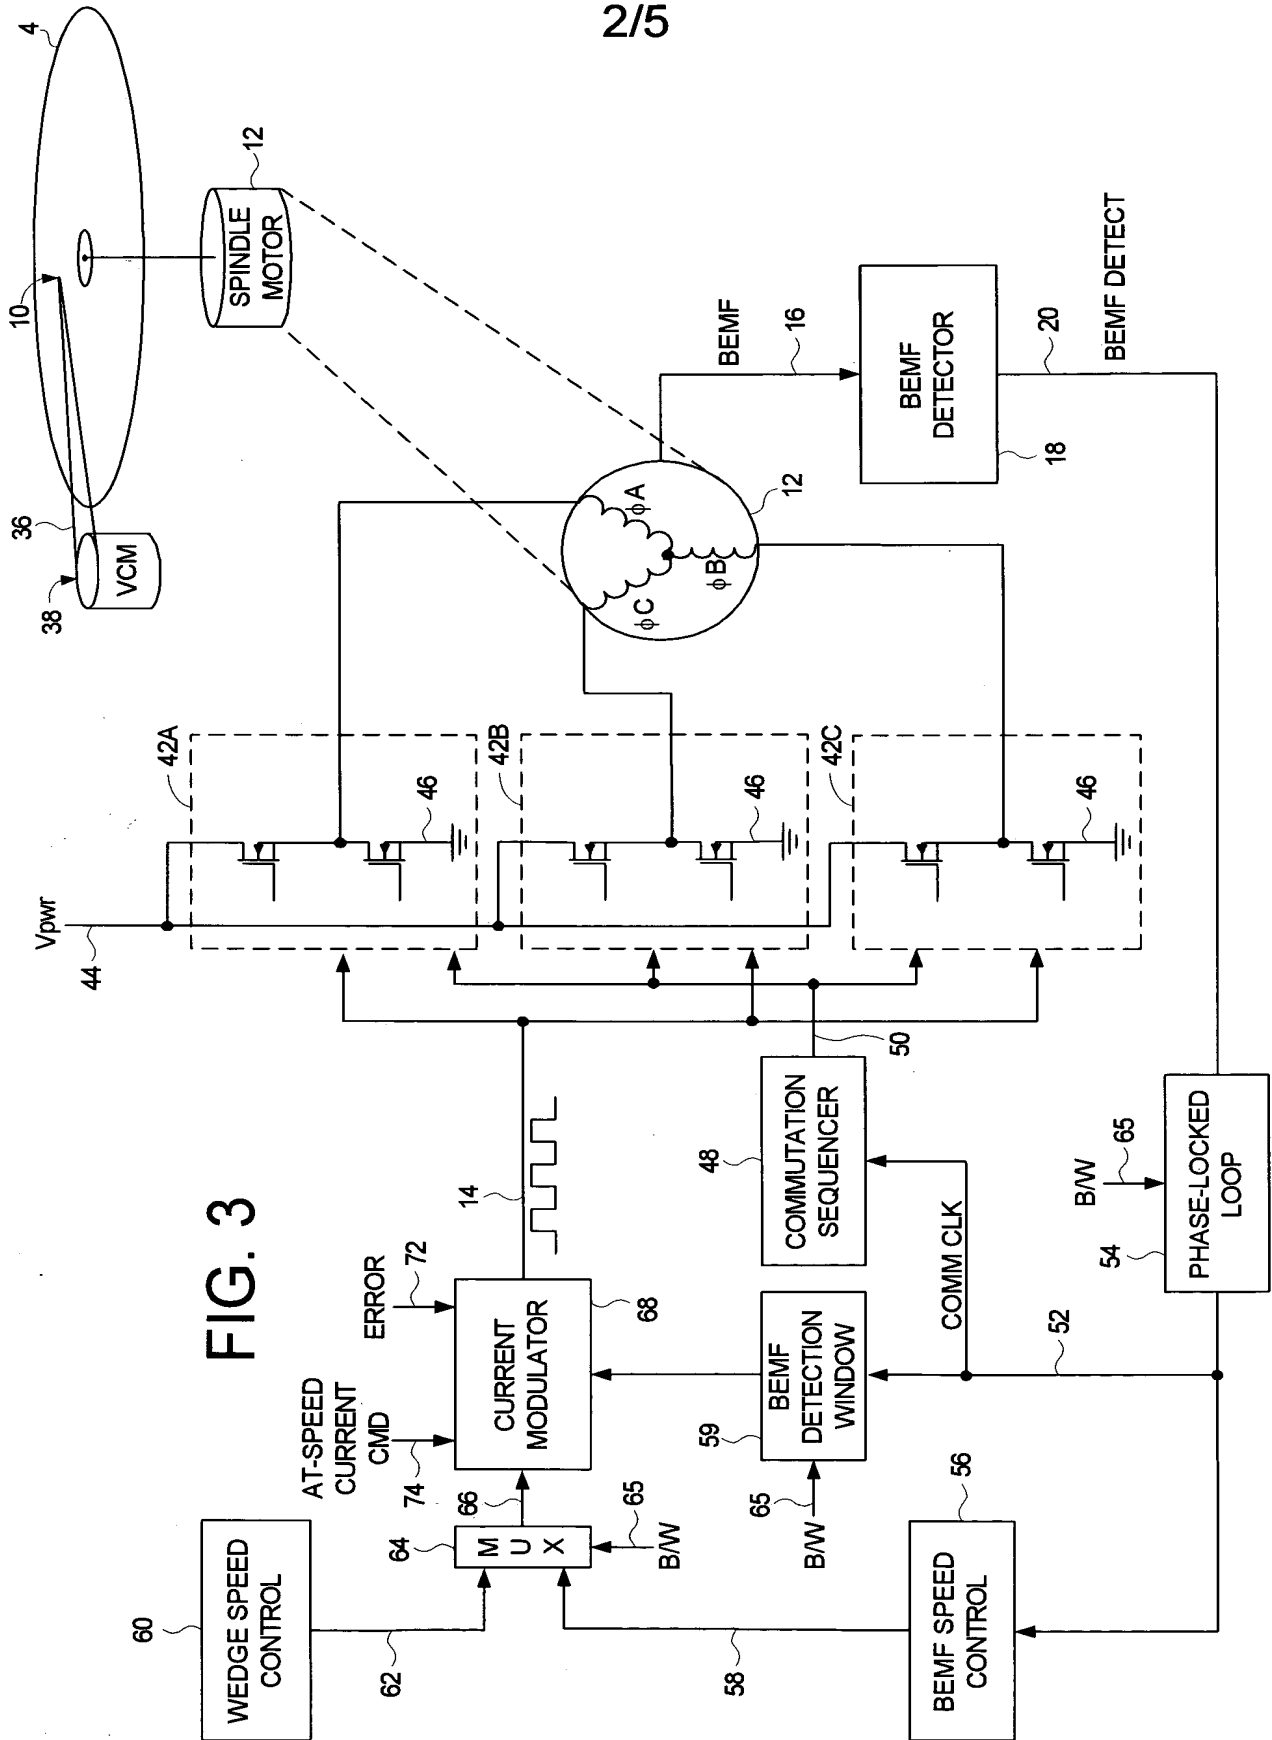 2/5
4
10
36
38
VCM
12
SPINDLE
MOTOR
BEMF
16
BEMF
DETECTOR
18
20
BEMF DETECT
φA
φB
φC
12
42A
42B
42C
46
46
46
Vpwr
44
50
COMMUTATION
SEQUENCER
48
14
FIG. 3
ERROR
72
AT-SPEED
CURRENT
CMD
74
CURRENT
MODULATOR
68
66
M
U
X
64
65
B/W
BEMF
DETECTION
WINDOW
59
65
B/W
COMM CLK
52
B/W
65
PHASE-LOCKED
LOOP
54
WEDGE SPEED
CONTROL
60
62
58
BEMF SPEED
CONTROL
56